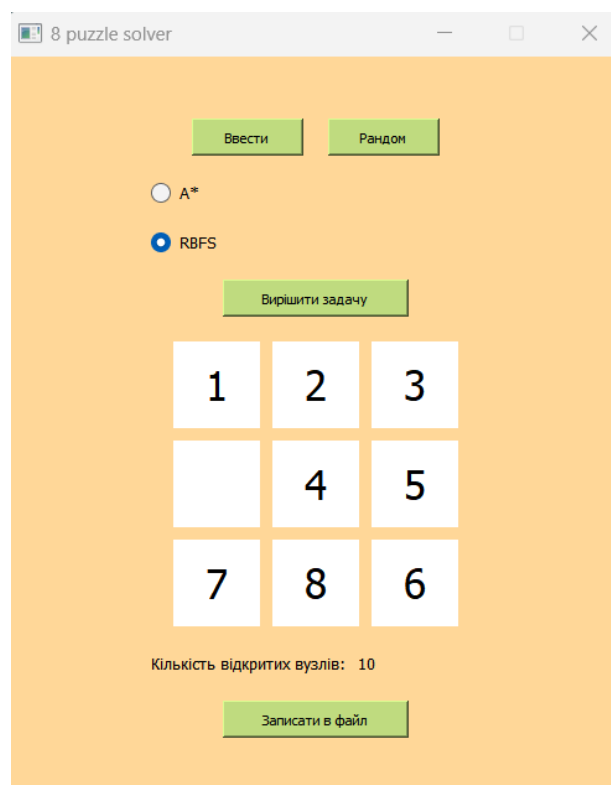 8 puzzle solver
Ввести Рандом
A*
RBFS
Вирішити задачу
1 2 3
4 5
7 8 6
Кількість відкритих вузлів: 10
Записати в файл